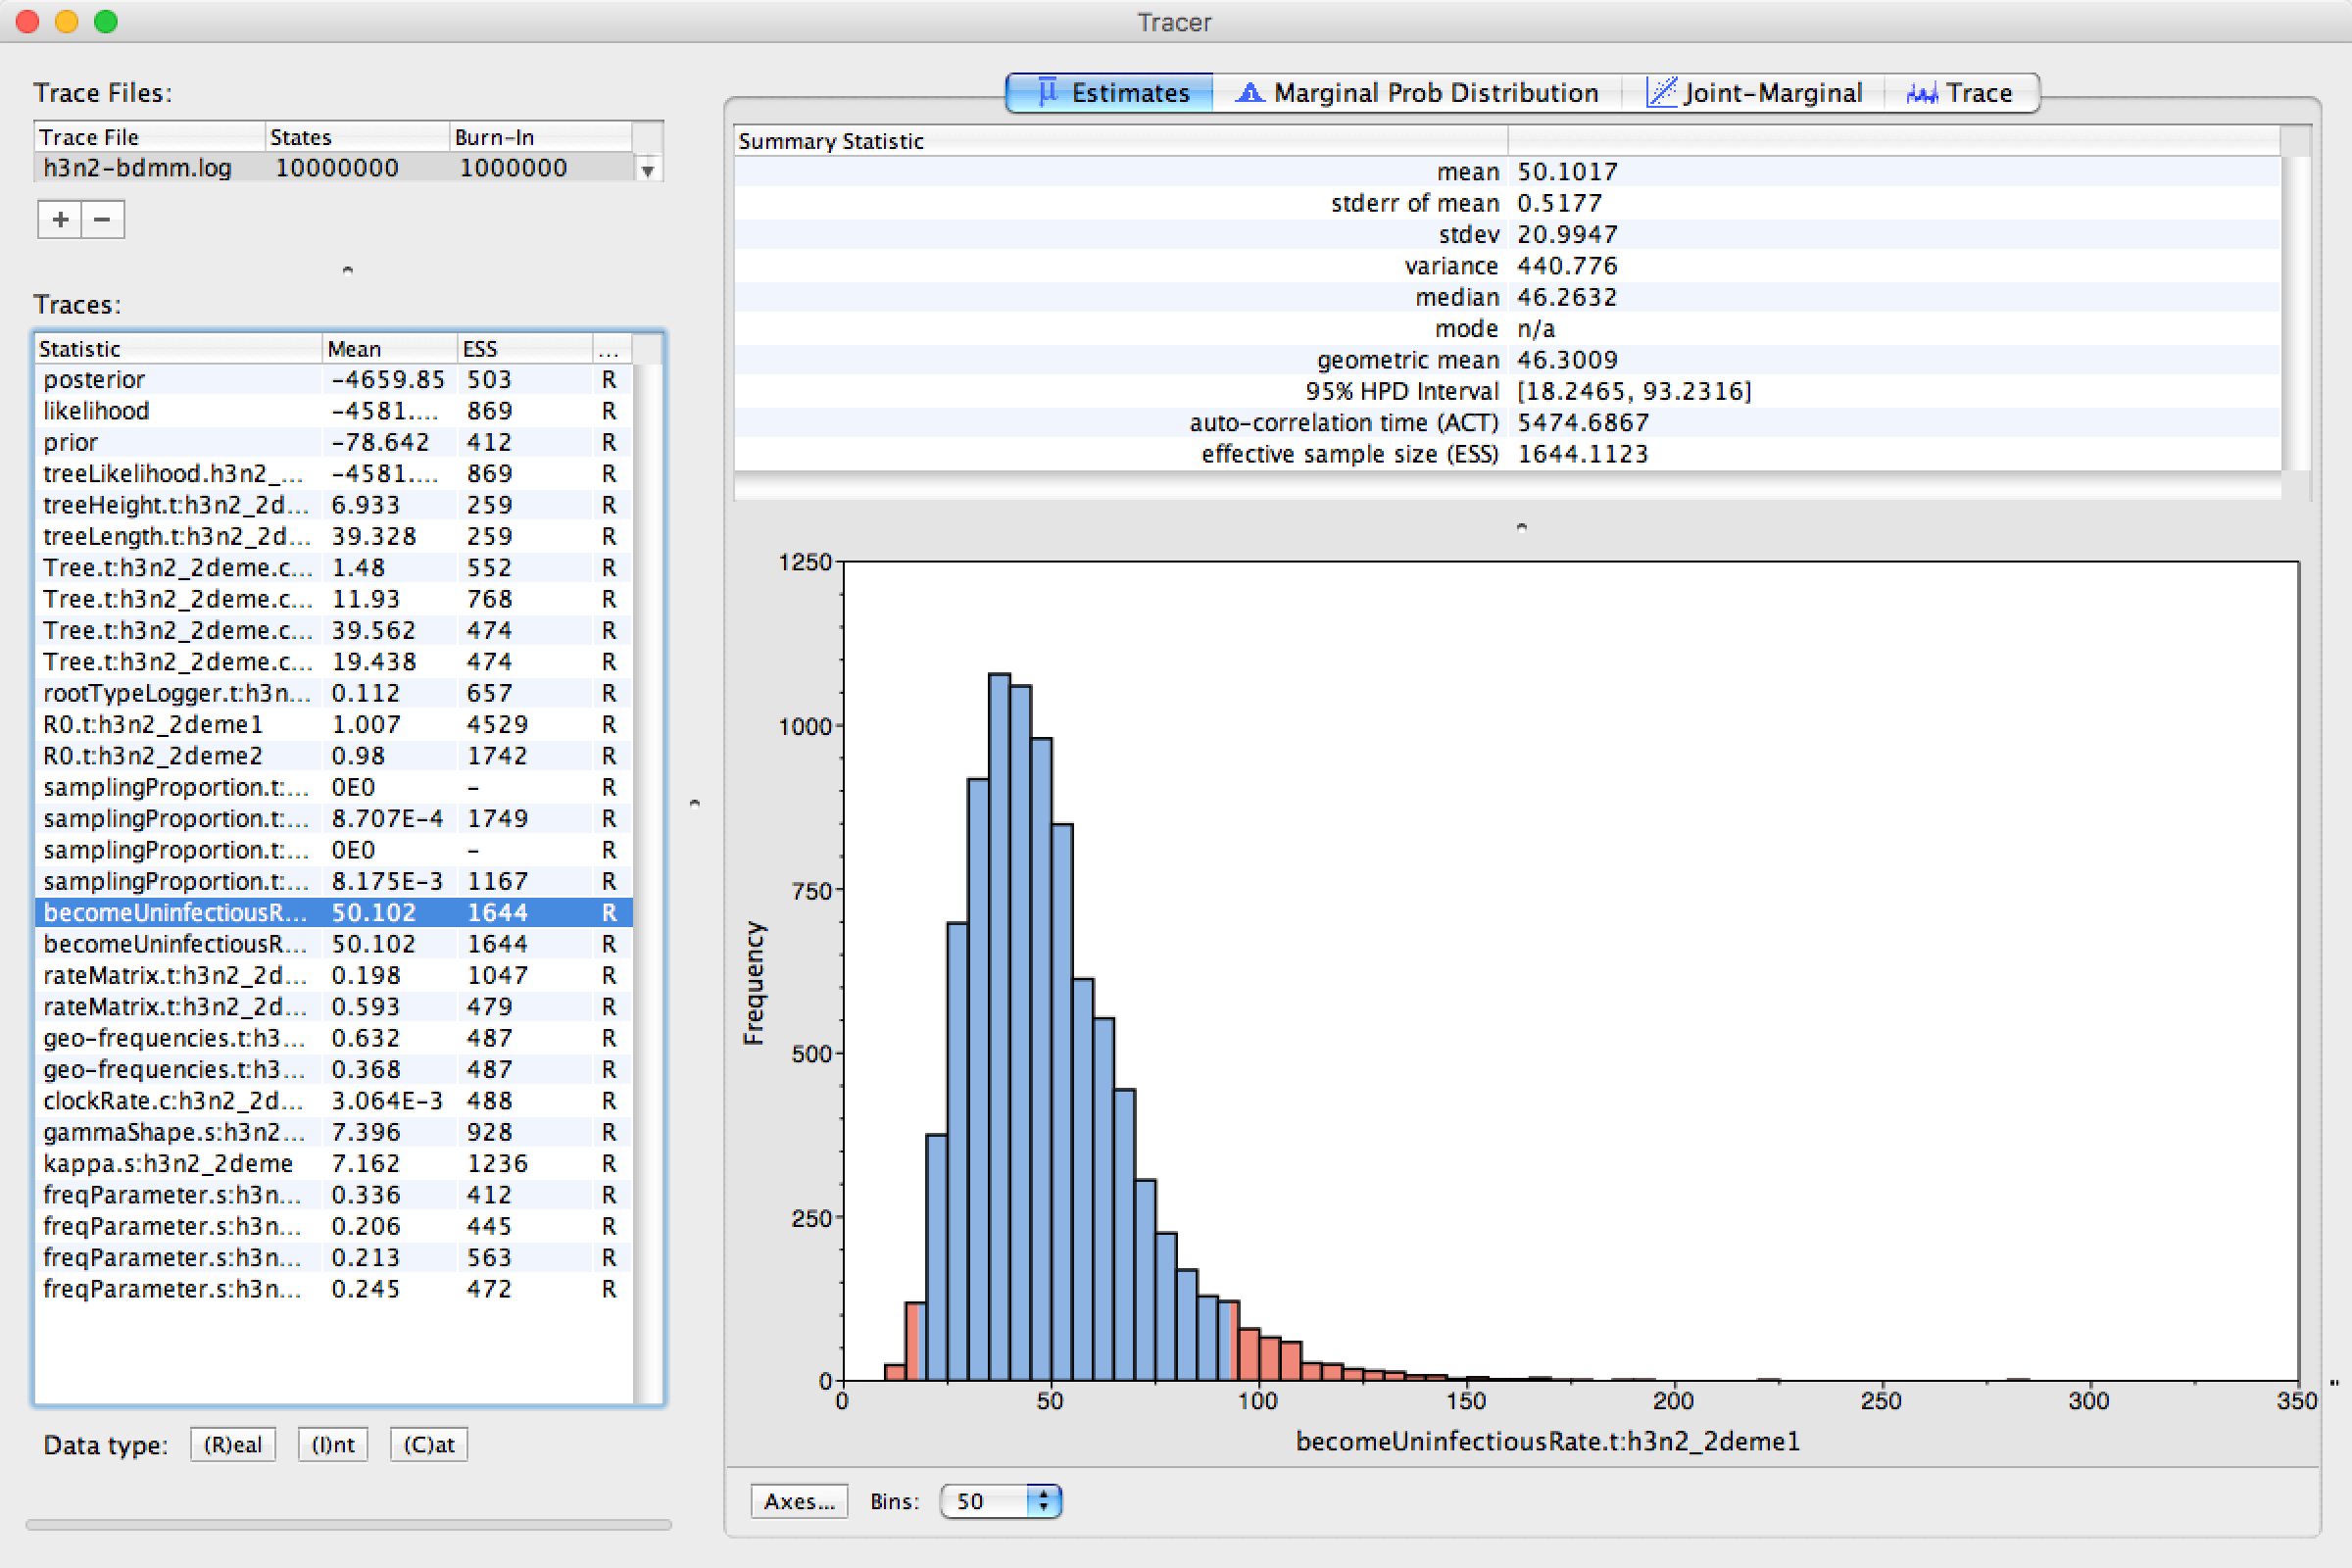 Tracer
Trace Files:
Trace File States Burn-In
h3n2-bdmm.log 10000000 1000000
+ −
Traces:
Statistic Mean ESS ...
posterior -4659.85 503 R
likelihood -4581.... 869 R
prior -78.642 412 R
treeLikelihood.h3n2_... -4581.... 869 R
treeHeight.t:h3n2_2d... 6.933 259 R
treeLength.t:h3n2_2d... 39.328 259 R
Tree.t:h3n2_2deme.c... 1.48 552 R
Tree.t:h3n2_2deme.c... 11.93 768 R
Tree.t:h3n2_2deme.c... 39.562 474 R
Tree.t:h3n2_2deme.c... 19.438 474 R
rootTypeLogger.t:h3n... 0.112 657 R
R0.t:h3n2_2deme1 1.007 4529 R
R0.t:h3n2_2deme2 0.98 1742 R
samplingProportion.t:... 0E0 - R
samplingProportion.t:... 8.707E-4 1749 R
samplingProportion.t:... 0E0 - R
samplingProportion.t:... 8.175E-3 1167 R
becomeUninfectiousR... 50.102 1644 R
becomeUninfectiousR... 50.102 1644 R
rateMatrix.t:h3n2_2d... 0.198 1047 R
rateMatrix.t:h3n2_2d... 0.593 479 R
geo-frequencies.t:h3... 0.632 487 R
geo-frequencies.t:h3... 0.368 487 R
clockRate.c:h3n2_2d... 3.064E-3 488 R
gammaShape.s:h3n2... 7.396 928 R
kappa.s:h3n2_2deme 7.162 1236 R
freqParameter.s:h3n... 0.336 412 R
freqParameter.s:h3n... 0.206 445 R
freqParameter.s:h3n... 0.213 563 R
freqParameter.s:h3n... 0.245 472 R
Data type: (R)eal (I)nt (C)at
Estimates Marginal Prob Distribution Joint-Marginal Trace
Summary Statistic
mean 50.1017
stderr of mean 0.5177
stdev 20.9947
variance 440.776
median 46.2632
mode n/a
geometric mean 46.3009
95% HPD Interval [18.2465, 93.2316]
auto-correlation time (ACT) 5474.6867
effective sample size (ESS) 1644.1123
1250
1000
750
500
250
0
Frequency
0 50 100 150 200 250 300 350
becomeUninfectiousRate.t:h3n2_2deme1
Axes... Bins: 50